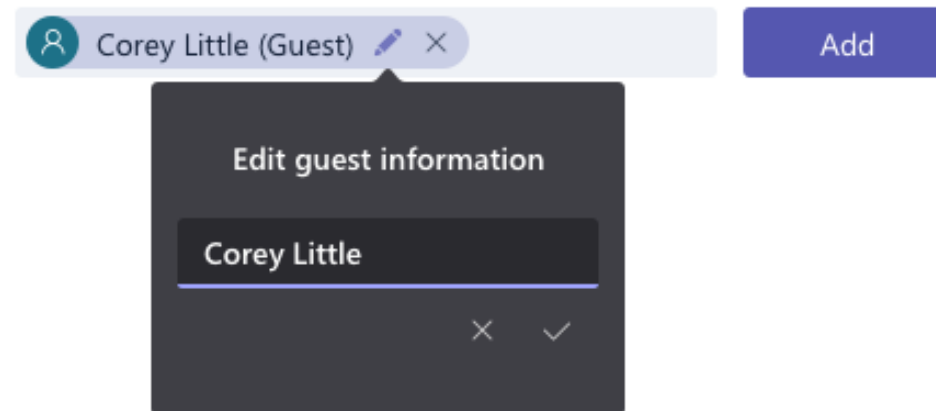 Corey Little (Guest)
Add
Edit guest information
Corey Little